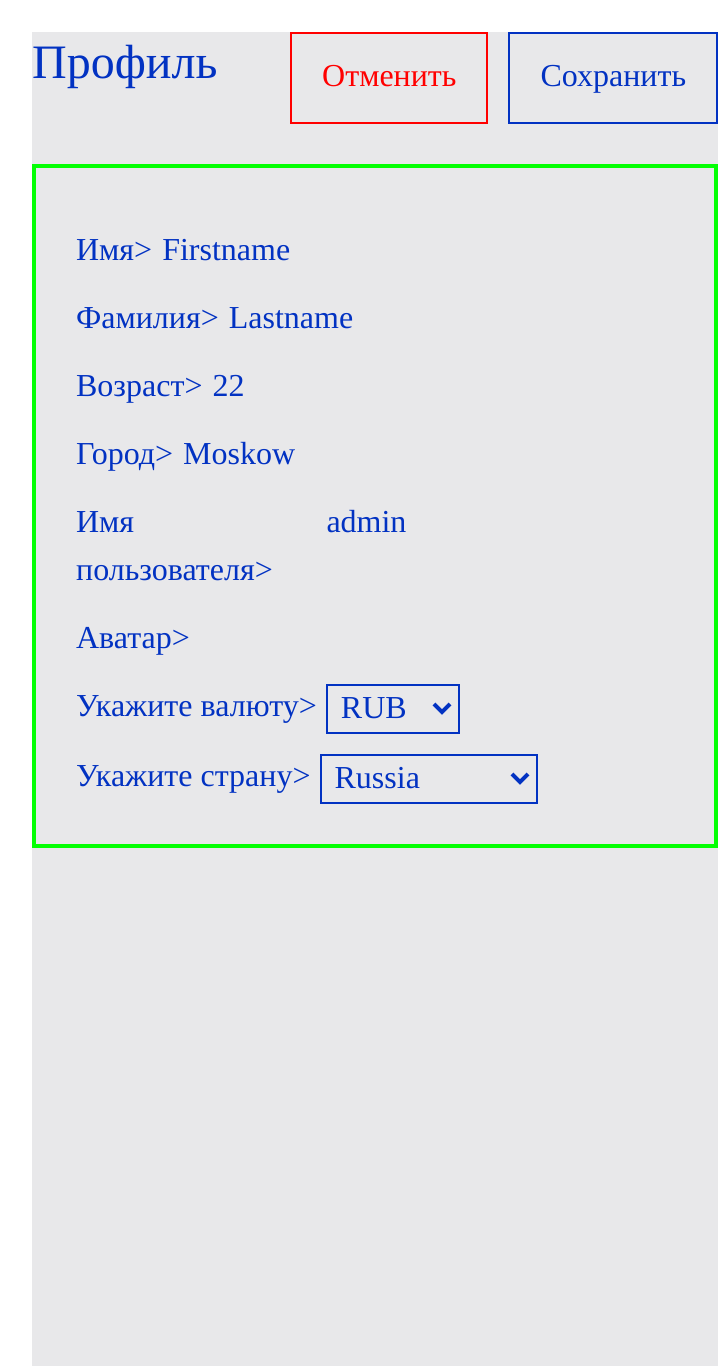 Профиль Отменить Сохранить
Имя> Firstname
Фамилия> Lastname
Возраст> 22
Город> Moskow
Имя admin
пользователя>
Аватар>
Укажите валюту> RUB
Укажите страну> Russia